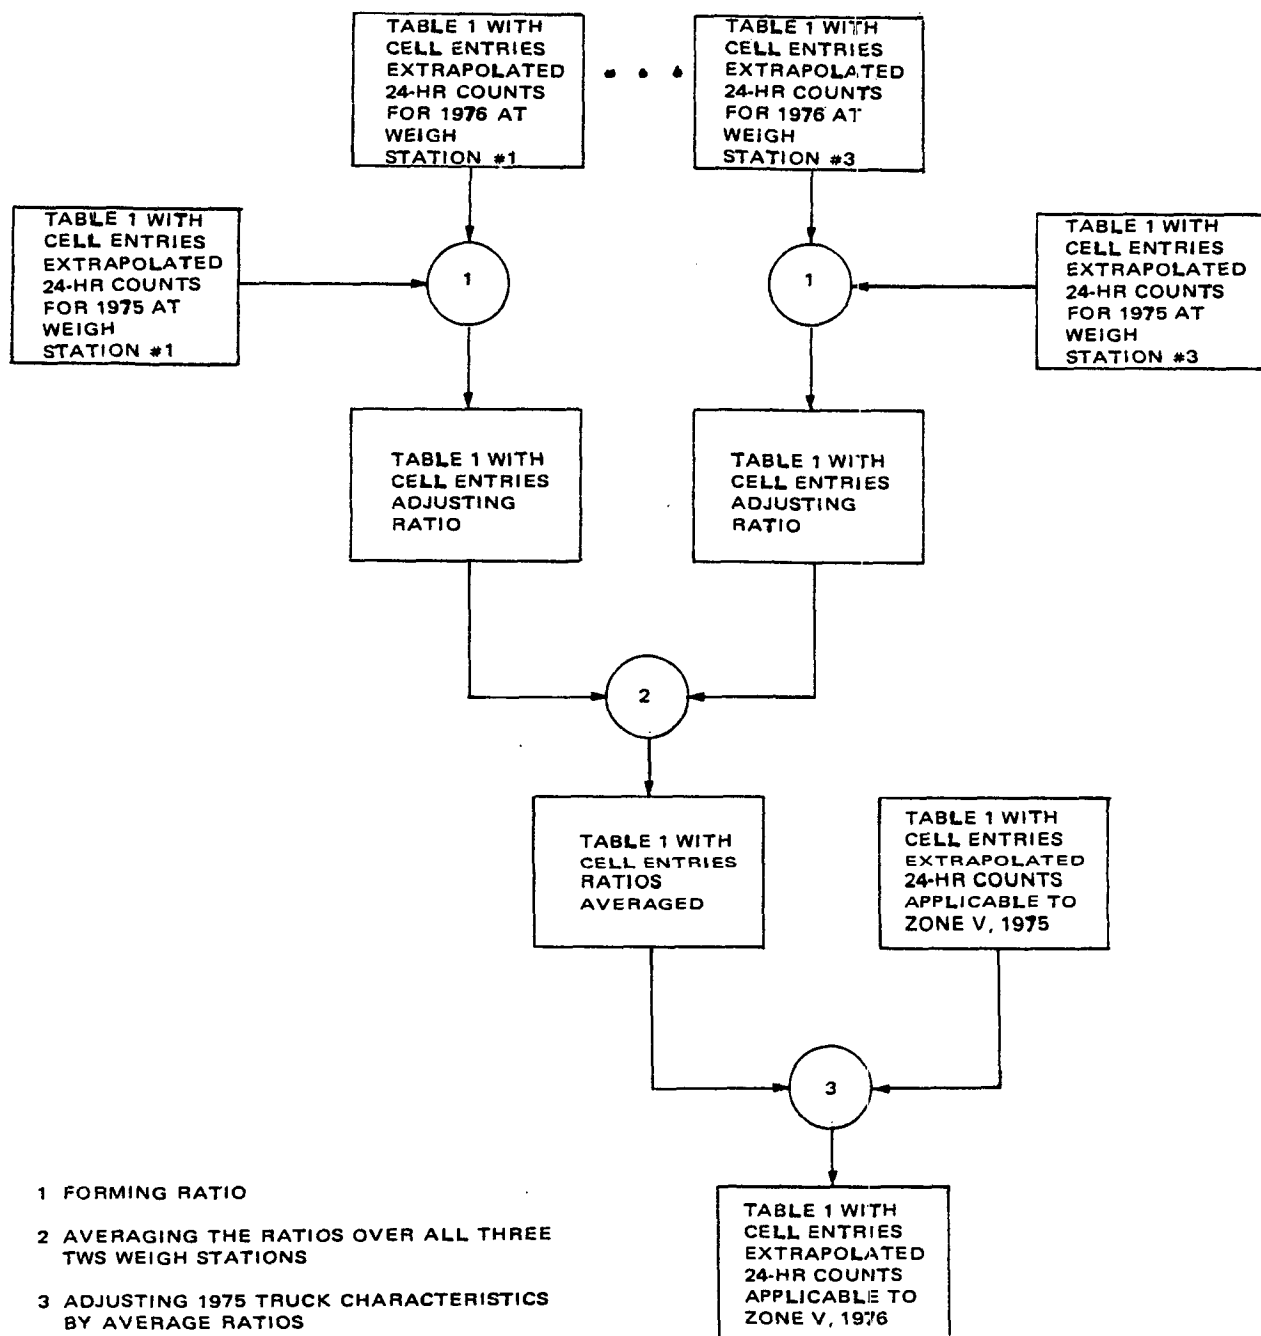 TABLE 1 WITH
CELL ENTRIES
EXTRAPOLATED
24-HR COUNTS
FOR 1976 AT
WEIGH
STATION #1
TABLE 1 WITH
CELL ENTRIES
EXTRAPOLATED
24-HR COUNTS
FOR 1976 AT
WEIGH
STATION #3
TABLE 1 WITH
CELL ENTRIES
EXTRAPOLATED
24-HR COUNTS
FOR 1975 AT
WEIGH
STATION #1
1
1
TABLE 1 WITH
CELL ENTRIES
EXTRAPOLATED
24-HR COUNTS
FOR 1975 AT
WEIGH
STATION #3
TABLE 1 WITH
CELL ENTRIES
ADJUSTING
RATIO
TABLE 1 WITH
CELL ENTRIES
ADJUSTING
RATIO
2
TABLE 1 WITH
CELL ENTRIES
RATIOS
AVERAGED
TABLE 1 WITH
CELL ENTRIES
EXTRAPOLATED
24-HR COUNTS
APPLICABLE TO
ZONE V, 1975
3
TABLE 1 WITH
CELL ENTRIES
EXTRAPOLATED
24-HR COUNTS
APPLICABLE TO
ZONE V, 1976
1 FORMING RATIO
2 AVERAGING THE RATIOS OVER ALL THREE
TWS WEIGH STATIONS
3 ADJUSTING 1975 TRUCK CHARACTERISTICS
BY AVERAGE RATIOS